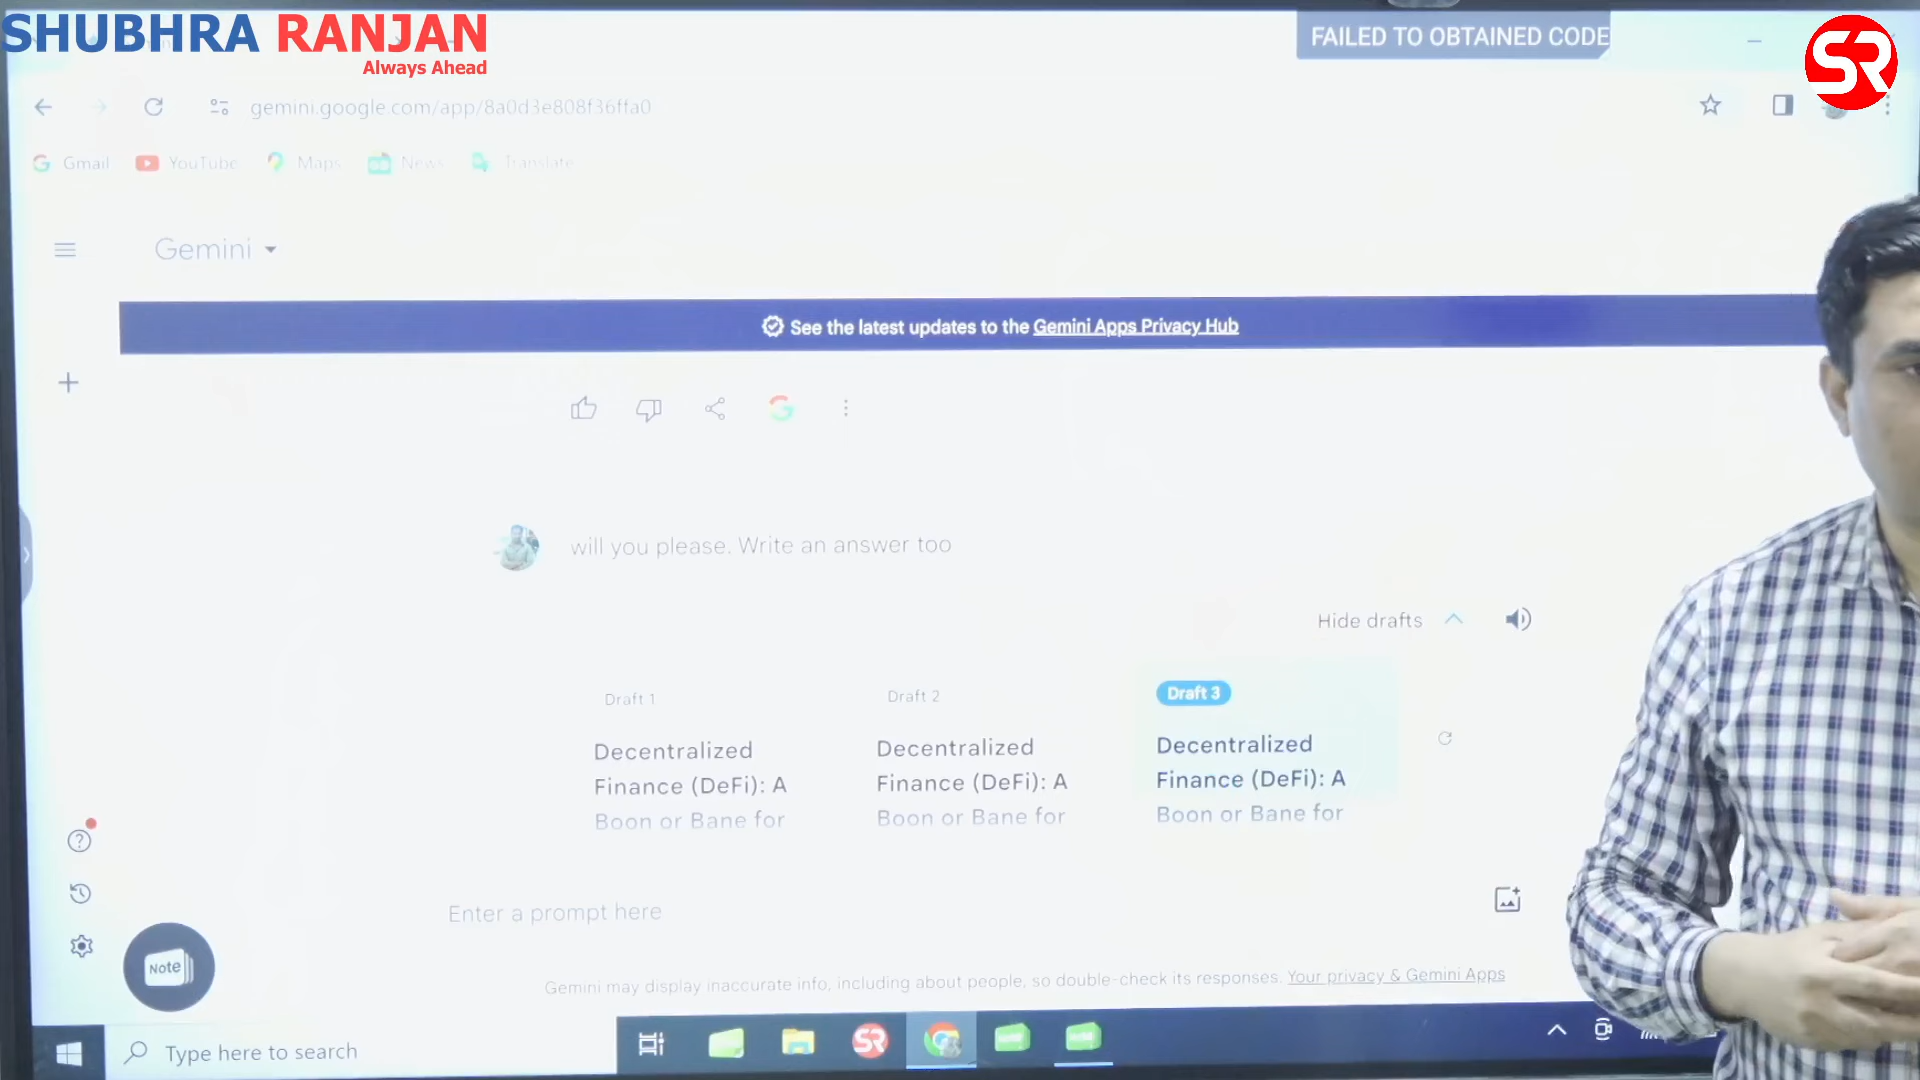 SHUBHRA RANJAN
Always Ahead
FAILED TO OBTAINED CODE
SR
gemini.google.com/app/8a0d3e808f36ffa0
Gmail YouTube Maps News Translate
Gemini
See the latest updates to the Gemini Apps Privacy Hub
will you please. Write an answer too
Hide drafts
Draft 1
Decentralized
Finance (DeFi): A
Boon or Bane for
Draft 2
Decentralized
Finance (DeFi): A
Boon or Bane for
Draft 3
Decentralized
Finance (DeFi): A
Boon or Bane for
Enter a prompt here
Note
Gemini may display inaccurate info, including about people, so double-check its responses. Your privacy & Gemini Apps
Type here to search
SR